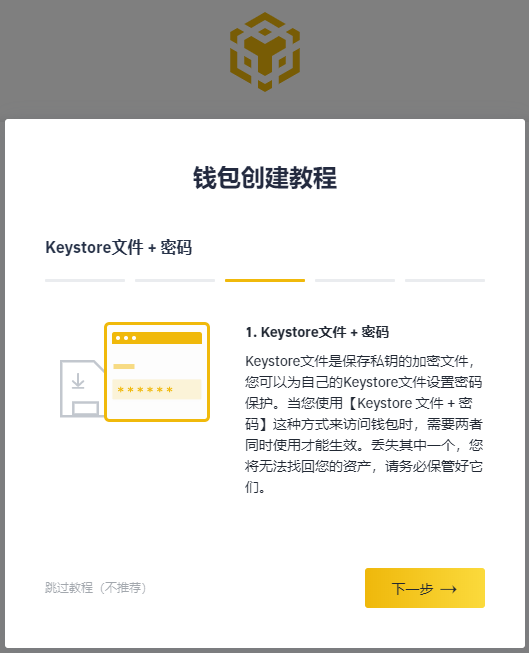 钱包创建教程
Keystore文件 + 密码
1. Keystore文件 + 密码
Keystore文件是保存私钥的加密文件，
您可以为自己的Keystore文件设置密码
保护。当您使用【Keystore 文件 + 密
码】这种方式来访问钱包时，需要两者
同时使用才能生效。丢失其中一个，您
将无法找回您的资产，请务必保管好它
们。
******
跳过教程（不推荐）
下一步 →